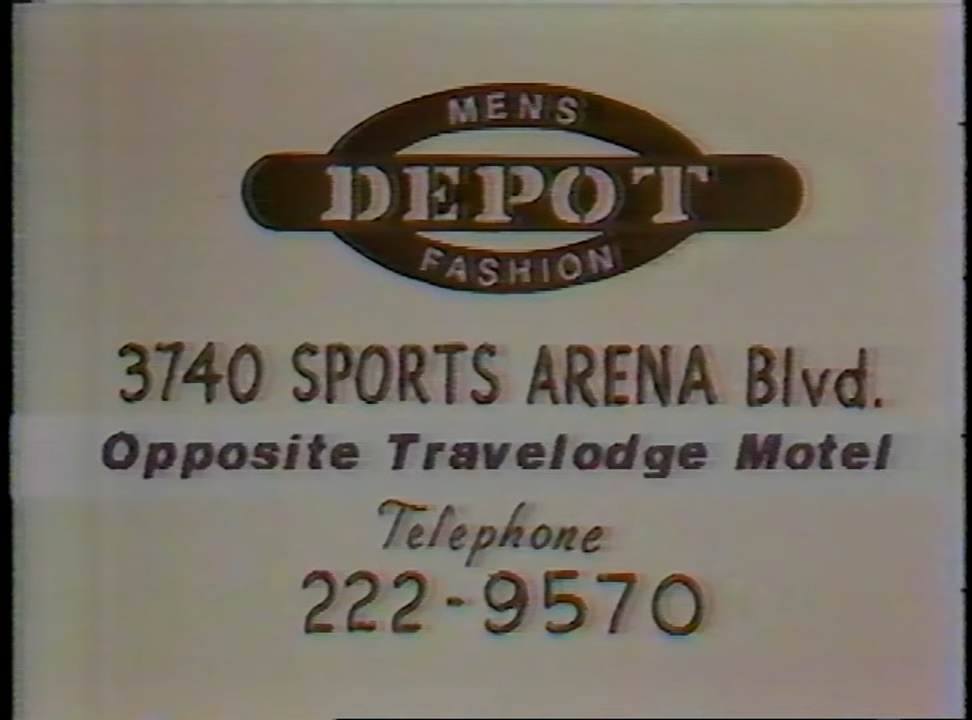 MENS
DEPOT
FASHION
3740 SPORTS ARENA Blvd.
Opposite Travelodge Motel
Telephone
222-9570